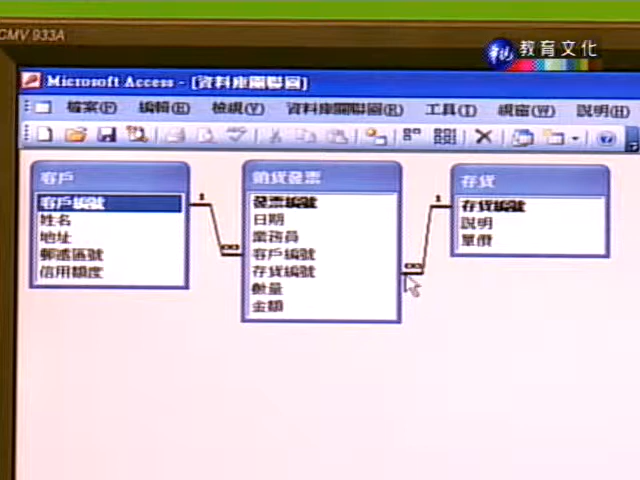 CMV 933A
華視 教育文化
Microsoft Access - [資料庫關聯圖]
檔案(F) 編輯(E) 檢視(V) 資料庫關聯圖(R) 工具(T) 視窗(W) 說明(H)
客戶
客戶編號
姓名
地址
郵遞區號
信用額度
1
∞
銷貨發票
發票編號
日期
業務員
客戶編號
存貨編號
數量
金額
1
∞
存貨
存貨編號
說明
單價